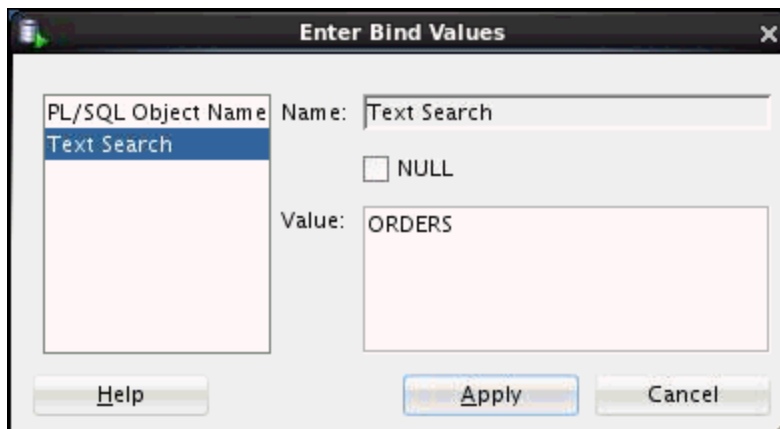 Enter Bind Values
PL/SQL Object Name
Text Search
Name: Text Search
NULL
Value: ORDERS
Help
Apply
Cancel